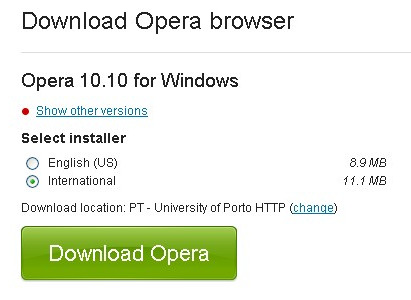 Download Opera browser
Opera 10.10 for Windows
Show other versions
Select installer
English (US) 8.9 MB
International 11.1 MB
Download location: PT - University of Porto HTTP (change)
Download Opera